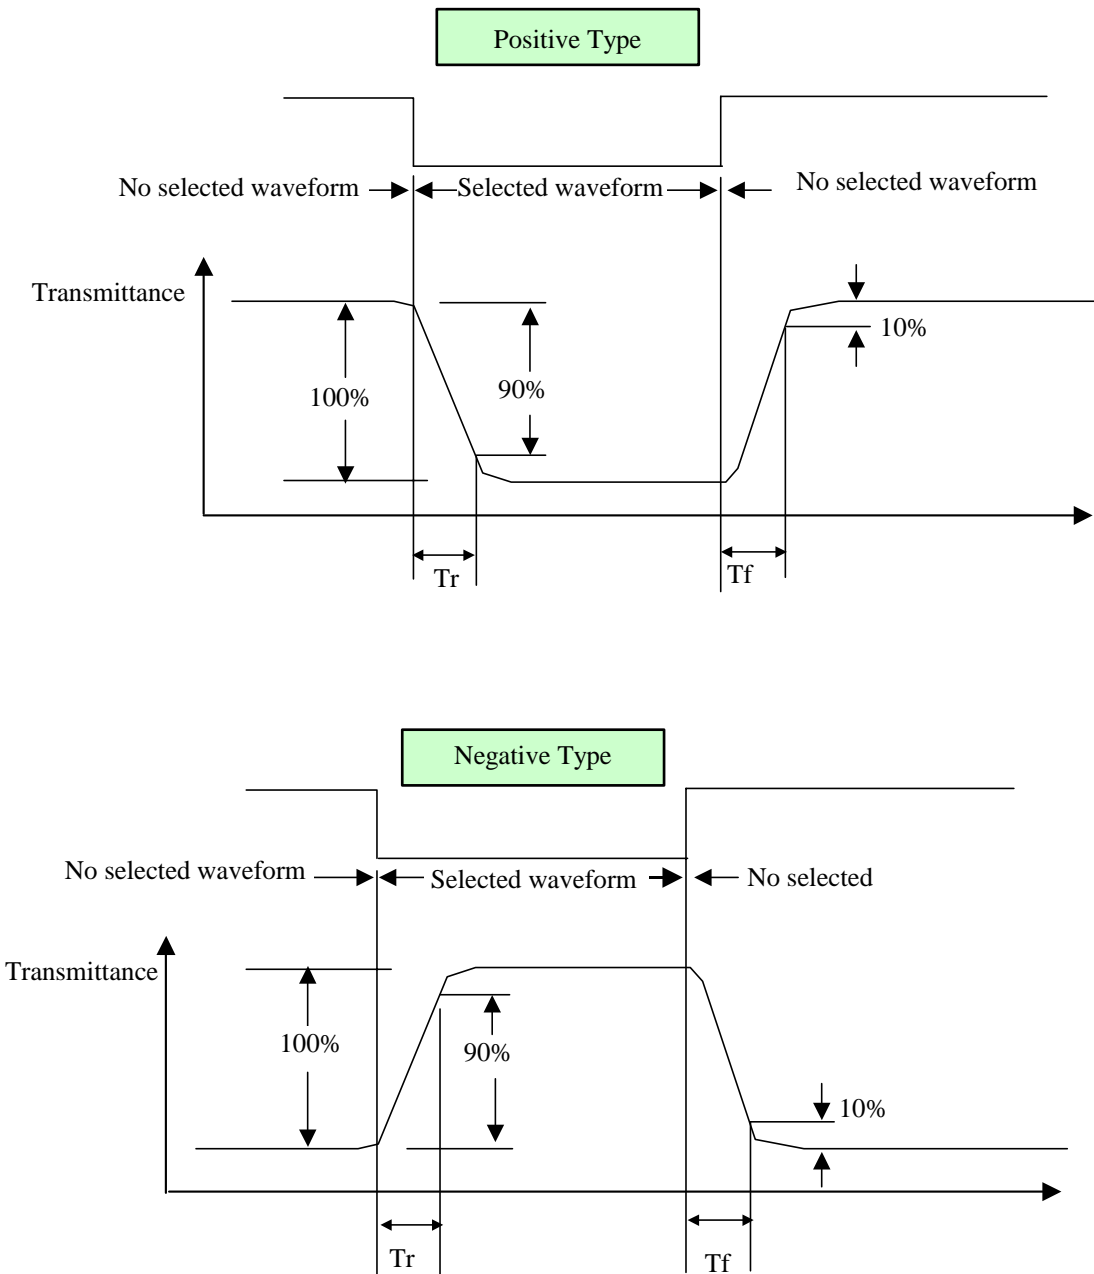 Positive Type
No selected waveform
Selected waveform
No selected waveform
Transmittance
10%
90%
100%
Tr
Tf
Negative Type
No selected waveform
Selected waveform
No selected
Transmittance
100%
90%
10%
Tr
Tf